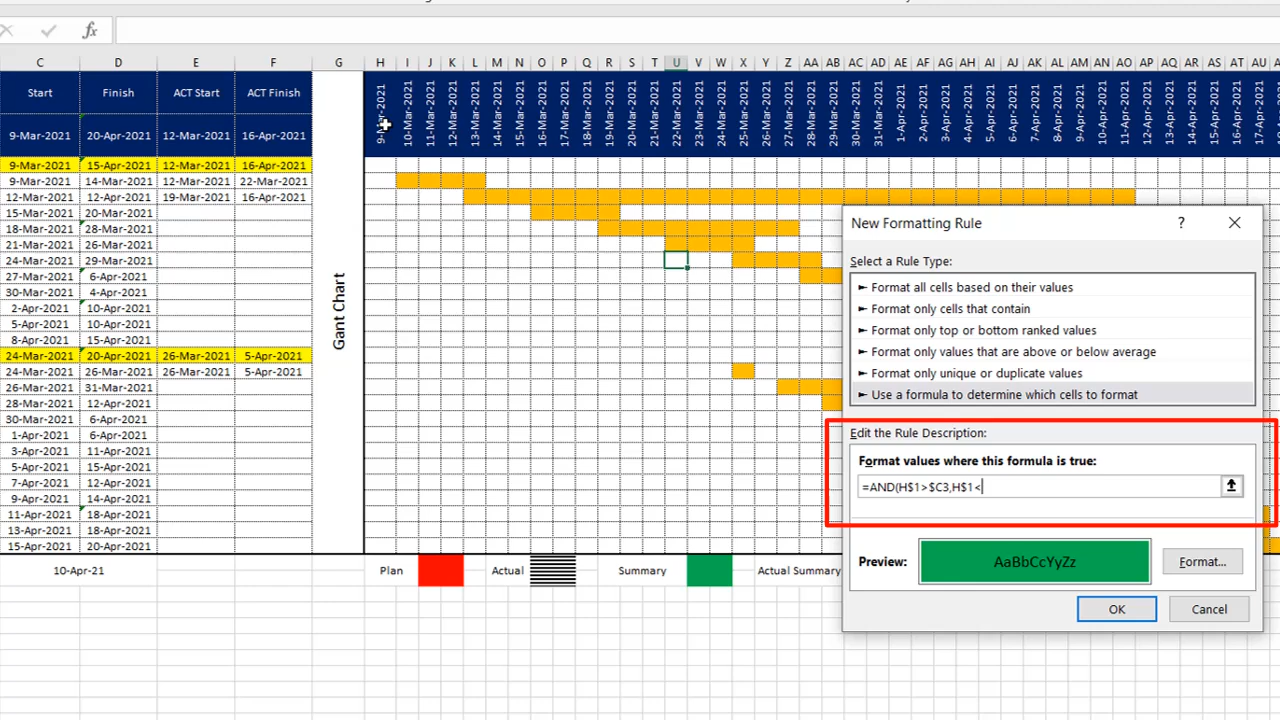 fx
C D E F G H I J K L M N O P Q R S T U V W X Y Z AA AB AC AD AE AF AG AH AI AJ AK AL AM AN AO AP AQ AR AS AT AU
Start Finish ACT Start ACT Finish
9-Mar-2021 20-Apr-2021 12-Mar-2021 16-Apr-2021
10-Mar-2021 11-Mar-2021 12-Mar-2021 13-Mar-2021 14-Mar-2021 15-Mar-2021 16-Mar-2021 17-Mar-2021 18-Mar-2021 19-Mar-2021 20-Mar-2021 21-Mar-2021 22-Mar-2021 23-Mar-2021 24-Mar-2021 25-Mar-2021 26-Mar-2021 27-Mar-2021 28-Mar-2021 29-Mar-2021 30-Mar-2021 31-Mar-2021 1-Apr-2021 2-Apr-2021 3-Apr-2021 4-Apr-2021 5-Apr-2021 6-Apr-2021 7-Apr-2021 8-Apr-2021 9-Apr-2021 10-Apr-2021 11-Apr-2021 12-Apr-2021 13-Apr-2021 14-Apr-2021 15-Apr-2021 16-Apr-2021
9-Mar-2021 15-Apr-2021 12-Mar-2021 16-Apr-2021
9-Mar-2021 14-Mar-2021 12-Mar-2021 22-Mar-2021
12-Mar-2021 12-Apr-2021 19-Mar-2021 16-Apr-2021
15-Mar-2021 20-Mar-2021
18-Mar-2021 28-Mar-2021
21-Mar-2021 26-Mar-2021
24-Mar-2021 29-Mar-2021
27-Mar-2021 6-Apr-2021
30-Mar-2021 4-Apr-2021
2-Apr-2021 10-Apr-2021
5-Apr-2021 10-Apr-2021
8-Apr-2021 15-Apr-2021
24-Mar-2021 20-Apr-2021 26-Mar-2021 5-Apr-2021
24-Mar-2021 26-Mar-2021 26-Mar-2021 5-Apr-2021
26-Mar-2021 31-Mar-2021
28-Mar-2021 12-Apr-2021
30-Mar-2021 6-Apr-2021
1-Apr-2021 6-Apr-2021
3-Apr-2021 11-Apr-2021
5-Apr-2021 15-Apr-2021
7-Apr-2021 12-Apr-2021
9-Apr-2021 14-Apr-2021
11-Apr-2021 18-Apr-2021
13-Apr-2021 18-Apr-2021
15-Apr-2021 20-Apr-2021
Gant Chart
10-Apr-21 Plan Actual Summary Actual Summary
New Formatting Rule ?
Select a Rule Type:
► Format all cells based on their values
► Format only cells that contain
► Format only top or bottom ranked values
► Format only values that are above or below average
► Format only unique or duplicate values
► Use a formula to determine which cells to format
Edit the Rule Description:
Format values where this formula is true:
=AND(H$1>$C3,H$1<
Preview: AaBbCcYyZz Format...
OK Cancel